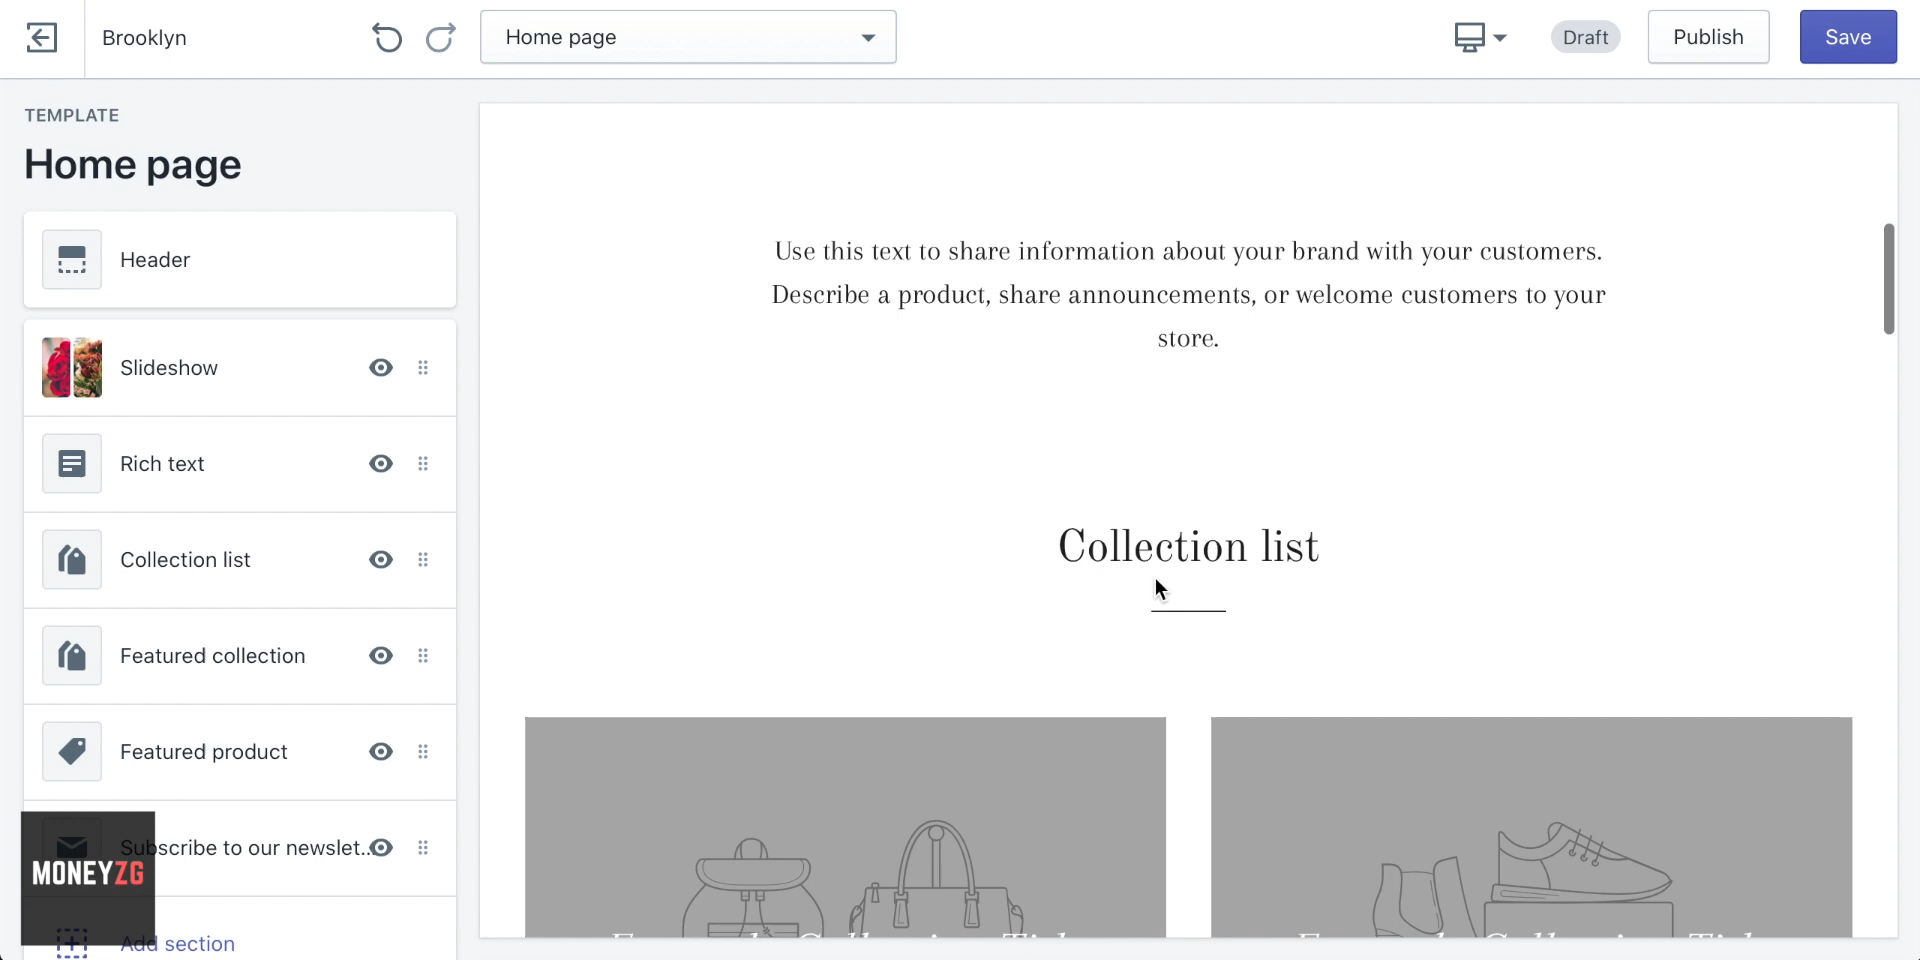 Brooklyn
Home page
Draft
Publish
Save
TEMPLATE
Home page
Header
Slideshow
Rich text
Collection list
Featured collection
Featured product
Subscribe to our newslet...
MONEYZG
Add section
Use this text to share information about your brand with your customers.
Describe a product, share announcements, or welcome customers to your
store.
Collection list